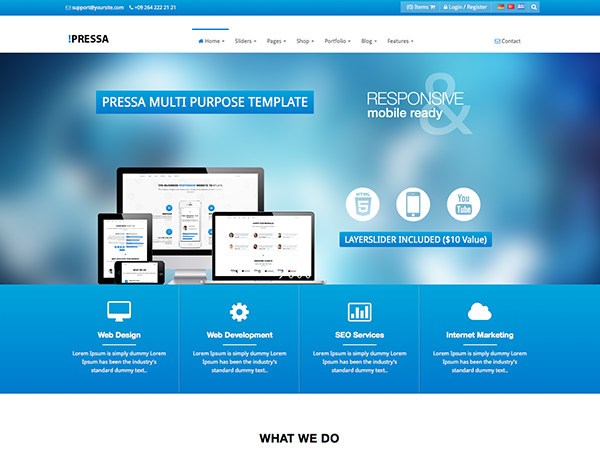 support@yoursite.com +09 264 222 21 21
(0) Items Login / Register
!PRESSA
Home Sliders Pages Shop Portfolio Blog Features Contact
PRESSA MULTI PURPOSE TEMPLATE
&
RESPONSIVE
mobile ready
HTML
5
You
Tube
LAYERSLIDER INCLUDED ($10 Value)
Web Design
Lorem Ipsum is simply dummy Lorem
Ipsum has been the industry's
standard dummy text..
Web Development
Lorem Ipsum is simply dummy Lorem
Ipsum has been the industry's
standard dummy text..
SEO Services
Lorem Ipsum is simply dummy Lorem
Ipsum has been the industry's
standard dummy text..
Internet Marketing
Lorem Ipsum is simply dummy Lorem
Ipsum has been the industry's
standard dummy text..
WHAT WE DO